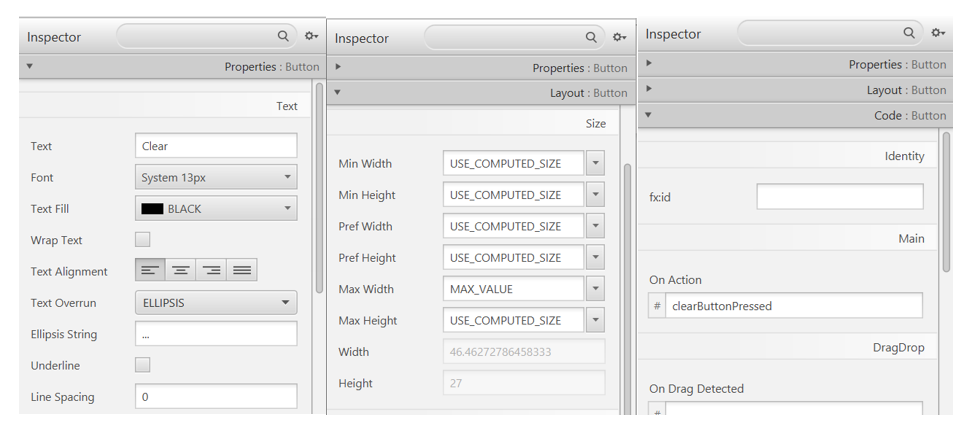 Inspector
Properties : Button
Text
Text Clear
Font System 13px
Text Fill BLACK
Wrap Text
Text Alignment
Text Overrun ELLIPSIS
Ellipsis String ...
Underline
Line Spacing 0
Inspector
Properties : Button
Layout : Button
Size
Min Width USE_COMPUTED_SIZE
Min Height USE_COMPUTED_SIZE
Pref Width USE_COMPUTED_SIZE
Pref Height USE_COMPUTED_SIZE
Max Width MAX_VALUE
Max Height USE_COMPUTED_SIZE
Width 46.46272786458333
Height 27
Inspector
Properties : Button
Layout : Button
Code : Button
Identity
fx:id
Main
On Action
# clearButtonPressed
DragDrop
On Drag Detected
#